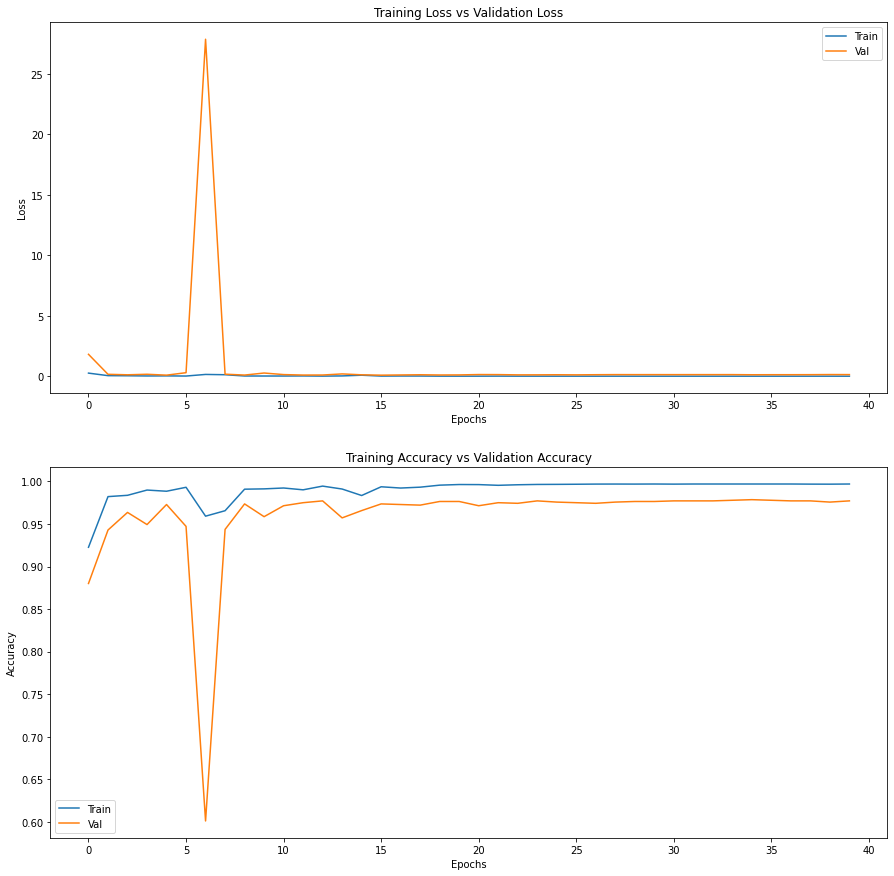 Training Loss vs Validation Loss
Train
Val
25
20
15
10
5
0
Loss
0 5 10 15 20 25 30 35 40
Epochs
Training Accuracy vs Validation Accuracy
1.00
0.95
0.90
0.85
0.80
0.75
0.70
0.65
0.60
Accuracy
Train
Val
0 5 10 15 20 25 30 35 40
Epochs